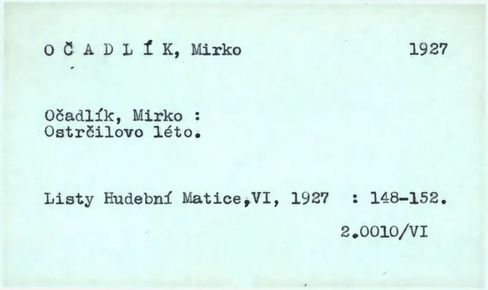 O Č A D L Í K, Mirko 1927
Očadlík, Mirko :
Ostrčilovo léto.
Listy Hudební Matice,VI, 1927 : 148-152.
2.0010/VI